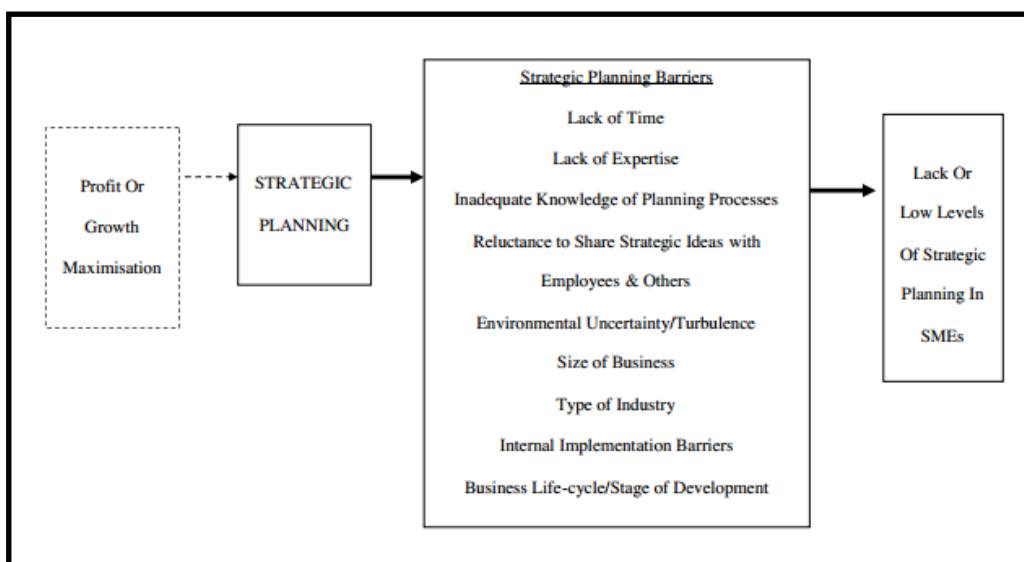 Profit Or
Growth
Maximisation
STRATEGIC
PLANNING
Strategic Planning Barriers
Lack of Time
Lack of Expertise
Inadequate Knowledge of Planning Processes
Reluctance to Share Strategic Ideas with
Employees & Others
Environmental Uncertainty/Turbulence
Size of Business
Type of Industry
Internal Implementation Barriers
Business Life-cycle/Stage of Development
Lack Or
Low Levels
Of Strategic
Planning In
SMEs